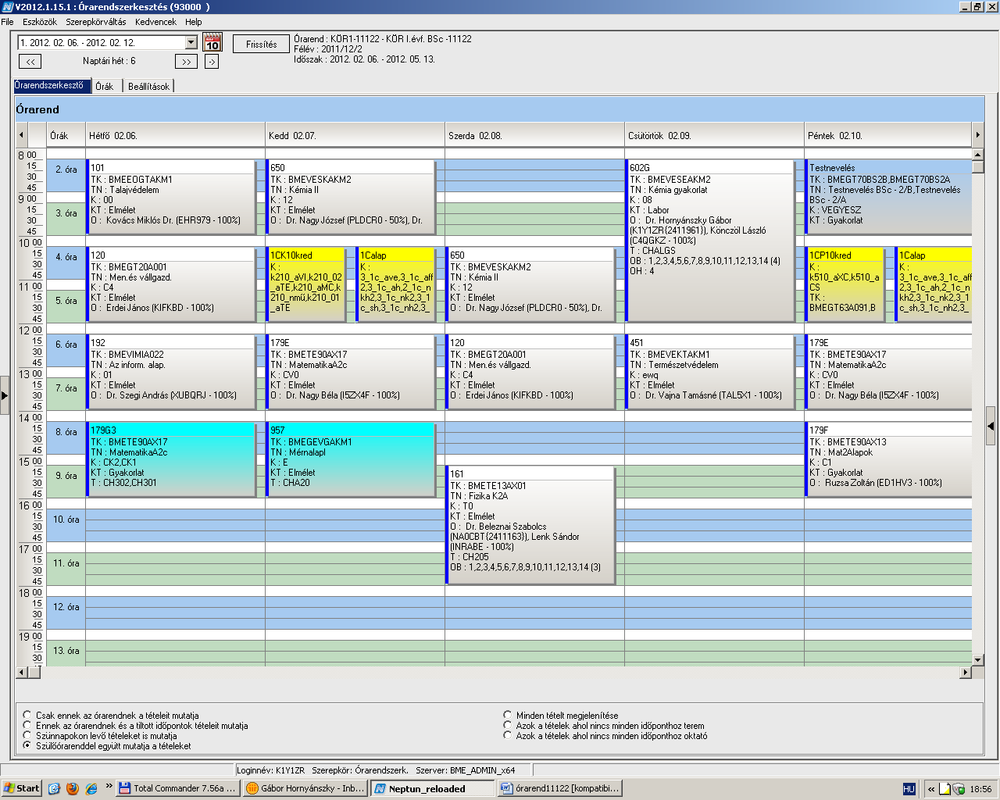 V2012.1.15.1 : Órarendszerkesztés (93000  )
File Eszközök Szerepkörváltás Kedvencek Help
1. 2012. 02. 06. - 2012. 02. 12.
10
Frissítés
Órarend : KÖR1-11122 - KÖR I.évf. BSc -11122
Félév : 2011/12/2
Időszak : 2012. 02. 06. - 2012. 05. 13.
<< Naptári hét : 6 >> ->
Órarendszerkesztő Órák Beállítások
Órarend
Órák Hétfő 02.06. Kedd 02.07. Szerda 02.08. Csütörtök 02.09. Péntek 02.10.
8 00
15
30
45
9 00
15
30
45
10 00
15
30
45
11 00
15
30
45
12 00
15
30
45
13 00
15
30
45
14 00
15
30
45
15 00
15
30
45
16 00
15
30
45
17 00
15
30
45
18 00
15
30
45
19 00
15
30
2. óra
3. óra
4. óra
5. óra
6. óra
7. óra
8. óra
9. óra
10. óra
11. óra
12. óra
13. óra
101
TK : BMEEOGTAKM1
TN : Talajvédelem
K : 00
KT : Elmélet
O : Kovács Miklós Dr. (EHR979 - 100%)
120
TK : BMEGT20A001
TN : Men.és vállgazd.
K : C4
KT : Elmélet
O : Erdei János (KIFKBD - 100%)
192
TK : BMEVIMIA022
TN : Az inform. alap.
K : 01
KT : Elmélet
O : Dr. Szegi András (XUBQRJ - 100%)
179G3
TK : BMETE90AX17
TN : MatematikaA2c
K : CK2,CK1
KT : Gyakorlat
T : CH302,CH301
650
TK : BMEVESKAKM2
TN : Kémia II
K : 12
KT : Elmélet
O : Dr. Nagy József (PLDCR0 - 50%), Dr.
1CK10kred
K :
k210_aVI,k210_02
_aTE,k210_aMC,k
210_nmü,k210_01
_aTE
1Calap
K :
3_1c_ave,3_1c_aff
2,3_1c_ah,2_1c_n
kh2,3_1c_nk2,3_1
c_sh,3_1c_nh2,3_
179E
TK : BMETE90AX17
TN : MatematikaA2c
K : CV0
KT : Elmélet
O : Dr. Nagy Béla (I5ZX4F - 100%)
957
TK : BMEGEVGAKM1
TN : Mérnalapl
K : E
KT : Elmélet
T : CHA20
650
TK : BMEVESKAKM2
TN : Kémia II
K : 12
KT : Elmélet
O : Dr. Nagy József (PLDCR0 - 50%), Dr.
120
TK : BMEGT20A001
TN : Men.és vállgazd.
K : C4
KT : Elmélet
O : Erdei János (KIFKBD - 100%)
161
TK : BMETE13AX01
TN : Fizika K2A
K : T0
KT : Elmélet
O : Dr. Beleznai Szabolcs
(NA0CBT{2411163}), Lenk Sándor
(INRABE - 100%)
T : CH205
OB : 1,2,3,4,5,6,7,8,9,10,11,12,13,14 (3)
602G
TK : BMEVESEAKM2
TN : Kémia gyakorlat
K : 08
KT : Labor
O : Dr. Hornyánszky Gábor
(K1Y1ZR{2411961}), Könczöl László
(C4QGKZ - 100%)
T : CHALGS
OB : 1,2,3,4,5,6,7,8,9,10,11,12,13,14 (4)
OH : 4
451
TK : BMEVEKTAKM1
TN : Természetvédelem
K : ewq
KT : Elmélet
O : Dr. Vajna Tamásné (TAL5X1 - 100%)
Testnevelés
TK : BMEGT70BS2B,BMEGT70BS2A
TN : Testnevelés BSc - 2/B,Testnevelés
BSc - 2/A
K : VEGYESZ
KT : Gyakorlat
1CP10kred
K :
k510_aXC,k510_a
CS
TK :
BMEGT63A091,B
1Calap
K :
3_1c_ave,3_1c_aff
2,3_1c_ah,2_1c_n
kh2,3_1c_nk2,3_1
c_sh,3_1c_nh2,3_
179E
TK : BMETE90AX17
TN : MatematikaA2c
K : CV0
KT : Elmélet
O : Dr. Nagy Béla (I5ZX4F - 100%)
179F
TK : BMETE90AX13
TN : Mat2Alapok
K : C1
KT : Gyakorlat
O : Ruzsa Zoltán (ED1HV3 - 100%)
Csak ennek az órarendnek a tételeit mutatja
Ennek az órarendnek és a tiltott időpontok tételeit mutatja
Szünnapokon levő tételeket is mutatja
Szülőórarenddel együtt mutatja a tételeket
Minden tételt megjelenítése
Azok a tételek ahol nincs minden időponthoz terem
Azok a tételek ahol nincs minden időponthoz oktató
Loginnév: K1Y1ZR Szerepkör: Órarendszerk. Szerver: BME_ADMIN_x64
Start » Total Commander 7.56a ... Gábor Hornyánszky - Inb... Neptun_reloaded órarend11122 [kompatibi... HU « 18:56